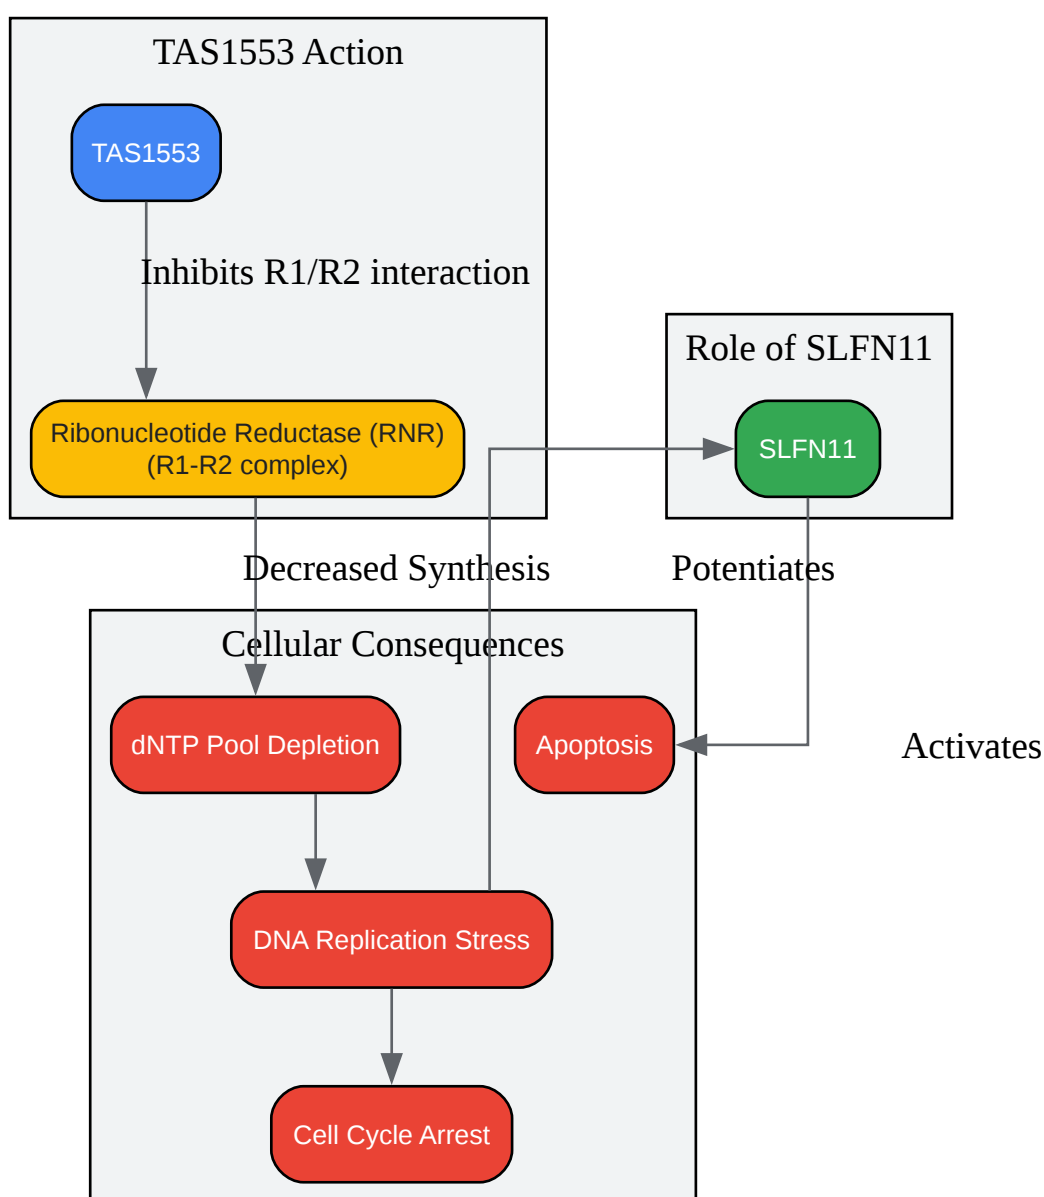 TAS1553 Action
TAS1553
Inhibits R1/R2 interaction
Role of SLFN11
Ribonucleotide Reductase (RNR)
(R1-R2 complex)
SLFN11
Decreased Synthesis
Potentiates
Cellular Consequences
dNTP Pool Depletion
Apoptosis
Activates
DNA Replication Stress
Cell Cycle Arrest